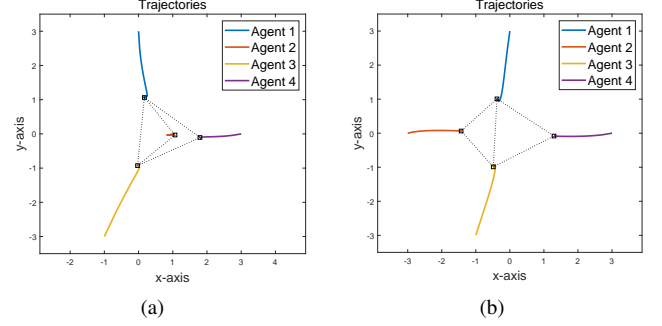 Trajectories
Agent 1
Agent 2
Agent 3
Agent 4
y-axis
3
2
1
0
-1
-2
-3
-2
-1
0
1
2
3
4
x-axis
(a)
Trajectories
Agent 1
Agent 2
Agent 3
Agent 4
y-axis
3
2
1
0
-1
-2
-3
-3
-2
-1
0
1
2
3
x-axis
(b)